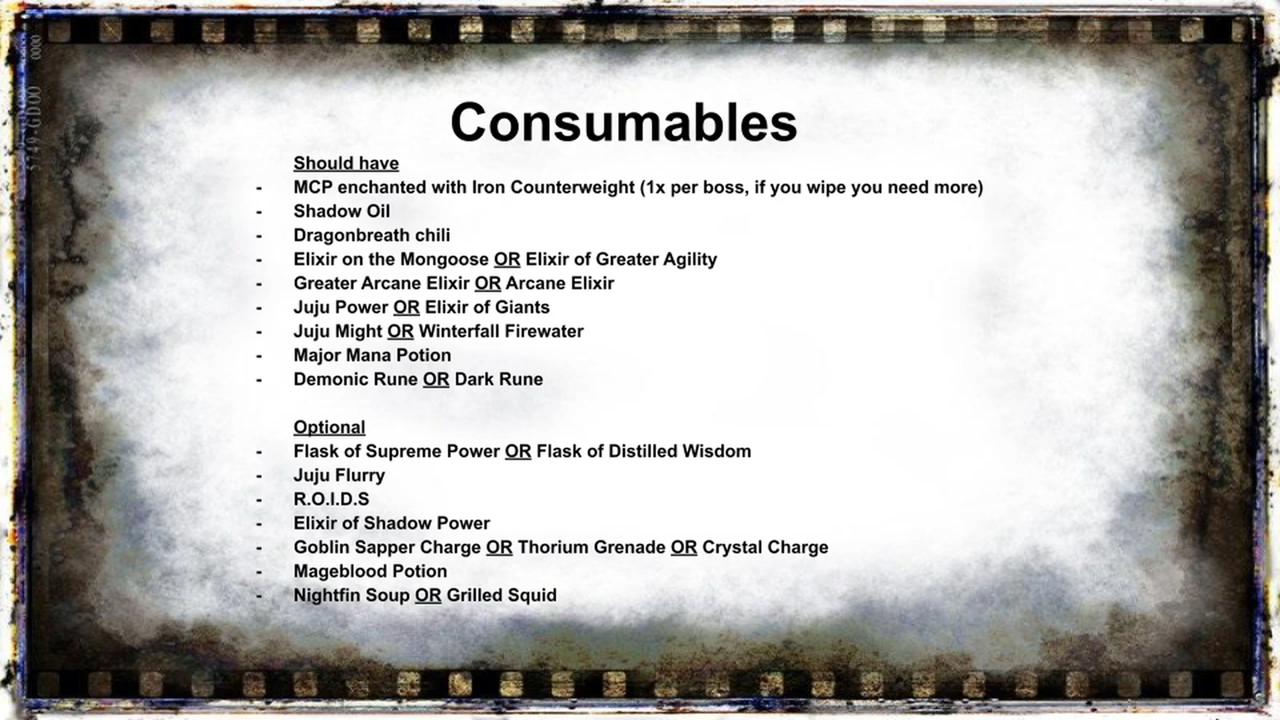 Consumables
Should have
- MCP enchanted with Iron Counterweight (1x per boss, if you wipe you need more)
- Shadow Oil
- Dragonbreath chili
- Elixir on the Mongoose OR Elixir of Greater Agility
- Greater Arcane Elixir OR Arcane Elixir
- Juju Power OR Elixir of Giants
- Juju Might OR Winterfall Firewater
- Major Mana Potion
- Demonic Rune OR Dark Rune
Optional
- Flask of Supreme Power OR Flask of Distilled Wisdom
- Juju Flurry
- R.O.I.D.S
- Elixir of Shadow Power
- Goblin Sapper Charge OR Thorium Grenade OR Crystal Charge
- Mageblood Potion
- Nightfin Soup OR Grilled Squid